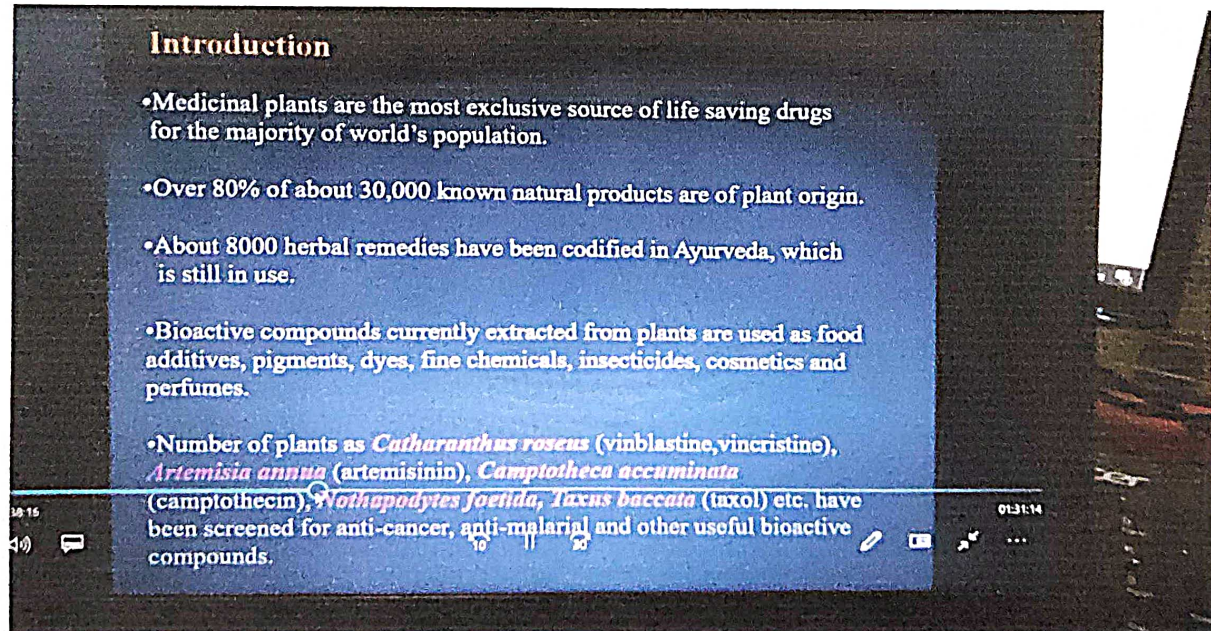 Introduction
•Medicinal plants are the most exclusive source of life saving drugs
for the majority of world's population.
•Over 80% of about 30,000 known natural products are of plant origin.
•About 8000 herbal remedies have been codified in Ayurveda, which
is still in use.
•Bioactive compounds currently extracted from plants are used as food
additives, pigments, dyes, fine chemicals, insecticides, cosmetics and
perfumes.
•Number of plants as Catharanthus roseus (vinblastine,vincristine),
Artemisia annua (artemisinin), Camptotheca accuminata
(camptothecin), Nothapodytes foetida, Taxus baccata (taxol) etc. have
been screened for anti-cancer, anti-malarial and other useful bioactive
compounds.
38:15
01:31:14
10
30